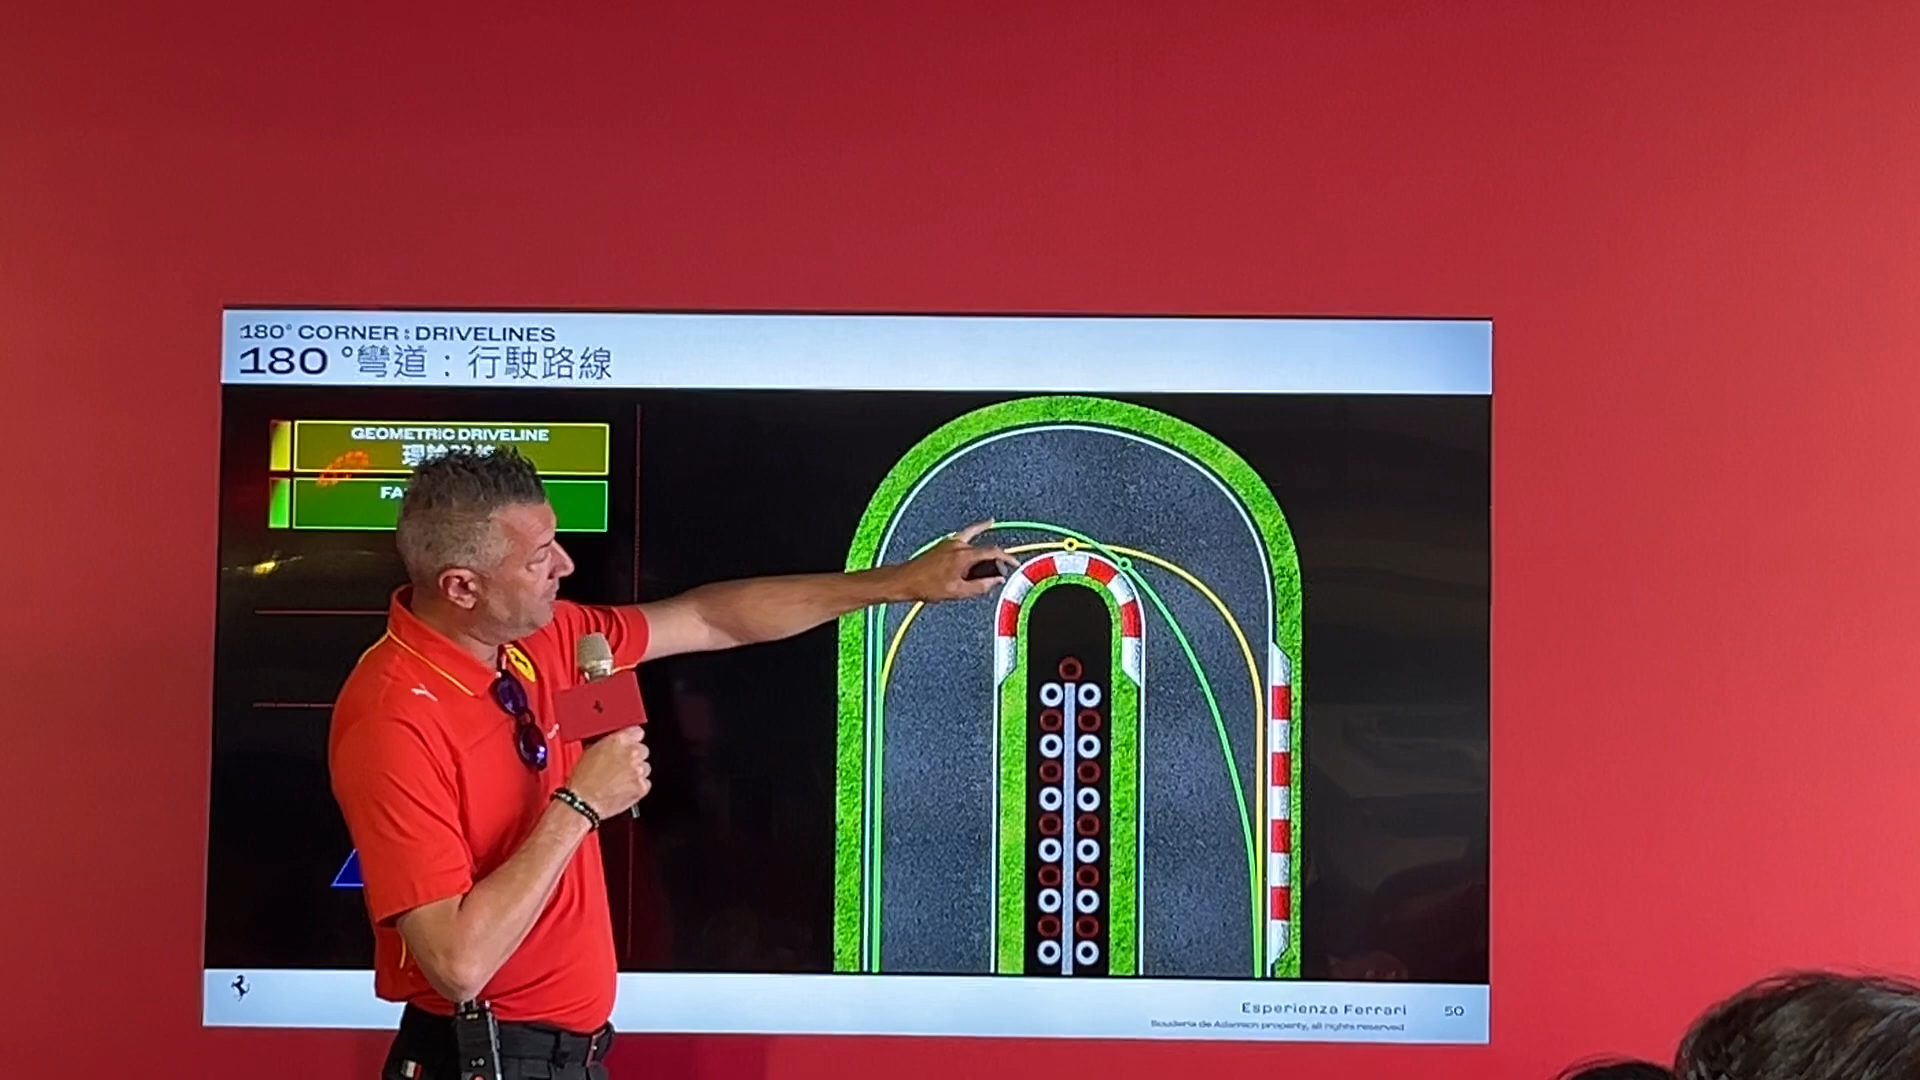 180° CORNER : DRIVELINES
180 °彎道：行駛路線
GEOMETRIC DRIVELINE
Esperienza Ferrari
50
Scuderia de Adamich property, all rights reserved